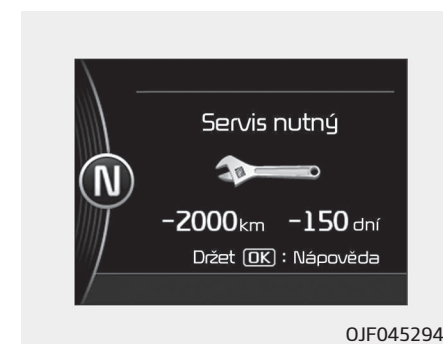 Servis nutný
N
-2000km -150 dní
Držet OK : Nápověda
OJF045294